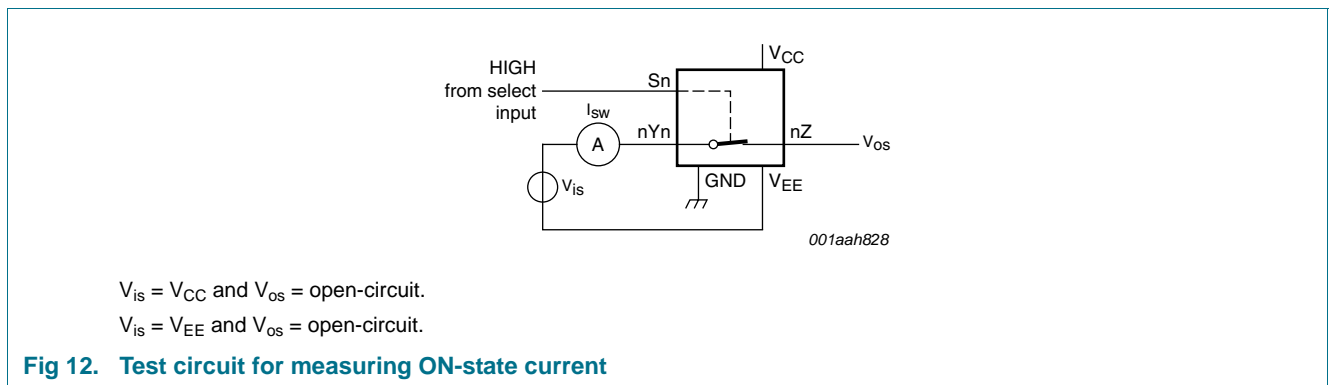 VCC
HIGH
from select
input
Sn
Isw
nYn
nZ
A
Vos
Vis
GND
VEE
001aah828
Vis = VCC and Vos = open-circuit.
Vis = VEE and Vos = open-circuit.
Fig 12. Test circuit for measuring ON-state current